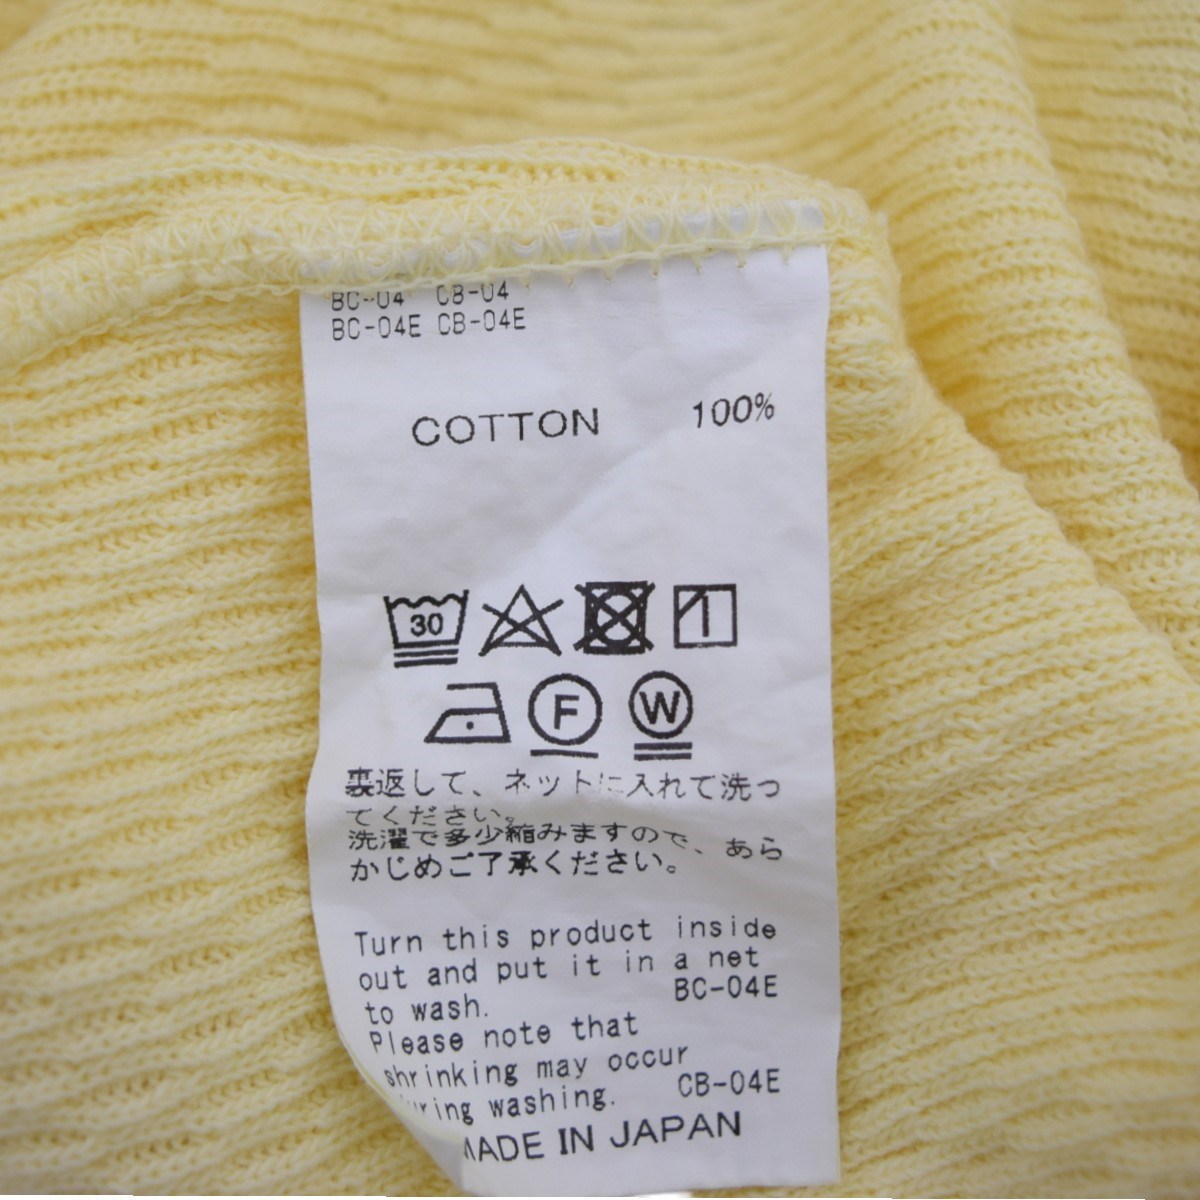 BC-04 CB-04
BC-04E CB-04E
COTTON 100%
30
F W
裏返して、ネットに入れて洗っ
てください。
洗濯で多少縮みますので、あら
かじめご了承ください。
Turn this product inside
out and put it in a net
to wash. BC-04E
Please note that
shrinking may occur
during washing. CB-04E
MADE IN JAPAN